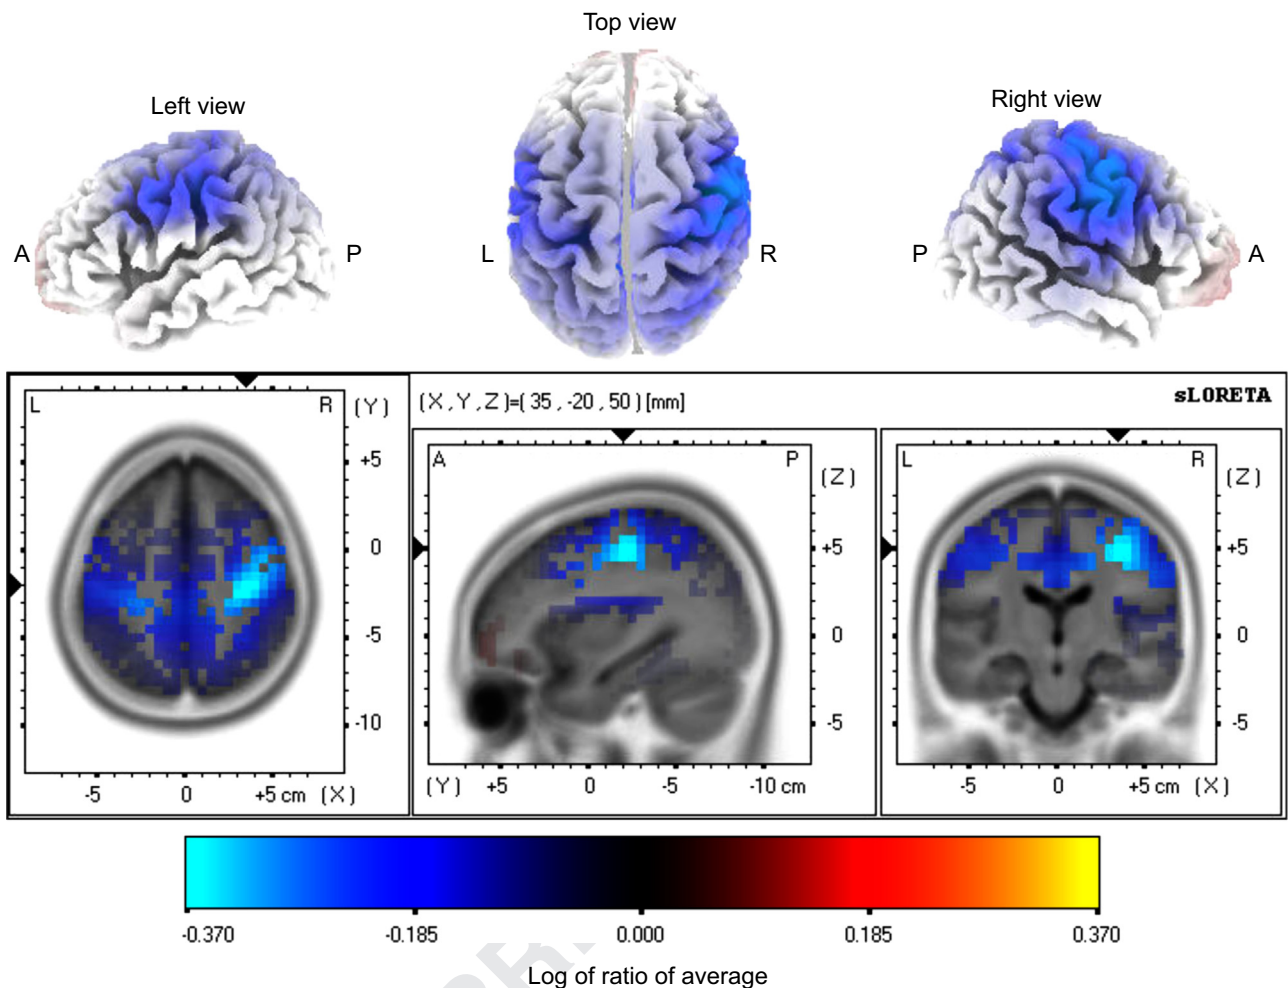 Top view
Left view
Right view
A
P
L
R
P
A
L
R
(Y)
+5
0
-5
-10
-5
0
+5 cm
(X)
(X,Y,Z)=(35,-20,50)[mm]
sLORETA
A
P
(Z)
+5
0
-5
(Y)
+5
0
-5
-10 cm
L
R
(Z)
+5
0
-5
-5
0
+5 cm
(X)
-0.370
-0.185
0.000
0.185
0.370
Log of ratio of average